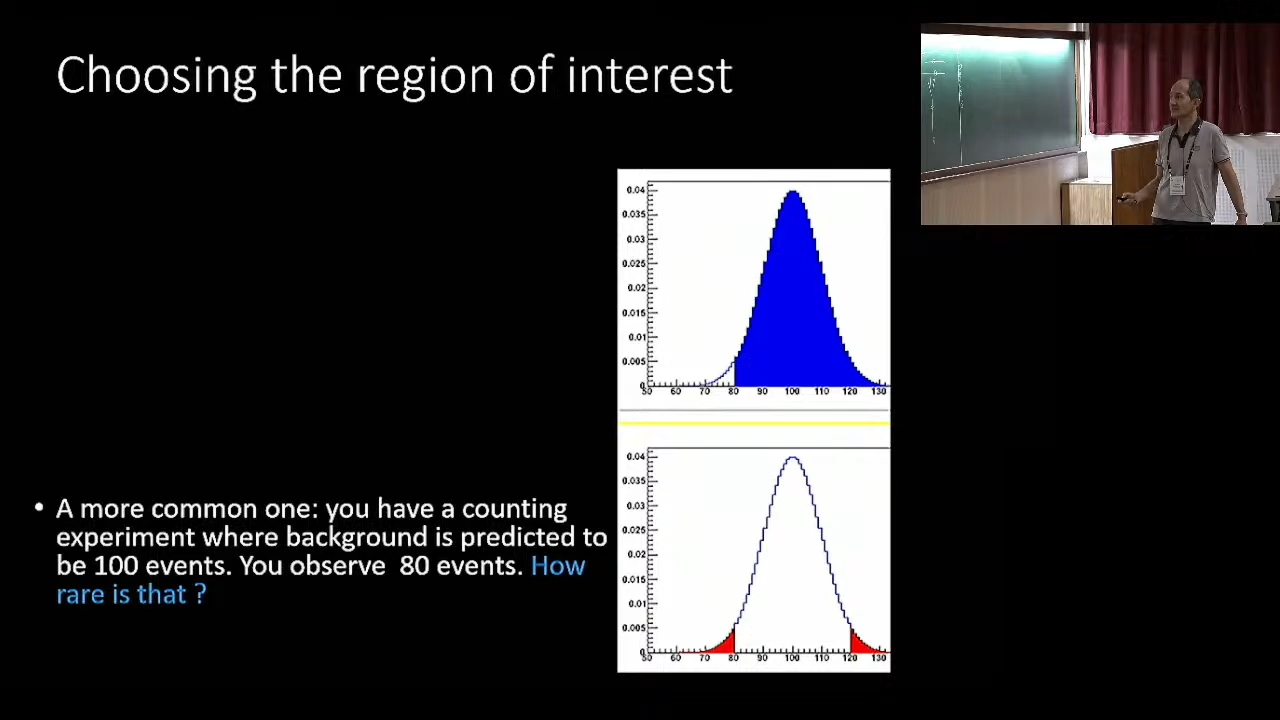 Choosing the region of interest
0.04
0.035
0.03
0.025
0.02
0.015
0.01
0.005
0
50 60 70 80 90 100 110 120 130
0.04
0.035
0.03
0.025
0.02
0.015
0.01
0.005
0
50 60 70 80 90 100 110 120 130
• A more common one: you have a counting
experiment where background is predicted to
be 100 events. You observe  80 events. How
rare is that ?